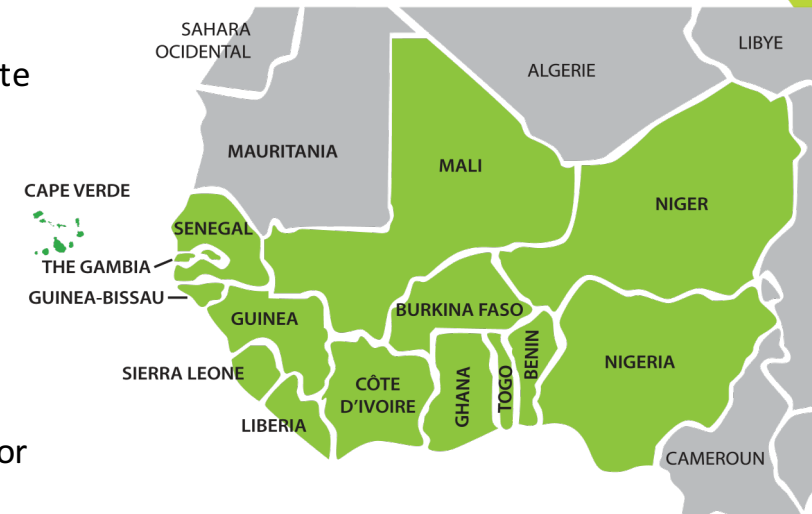 SAHARA
OCIDENTAL
LIBYE
te
ALGERIE
MAURITANIA
MALI
CAPE VERDE
NIGER
SENEGAL
THE GAMBIA
GUINEA-BISSAU
BURKINA FASO
GUINEA
BENIN
NIGERIA
SIERRA LEONE
CÔTE
D'IVOIRE
GHANA
TOGO
LIBERIA
or
CAMEROUN